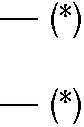 — (*)
— (*)